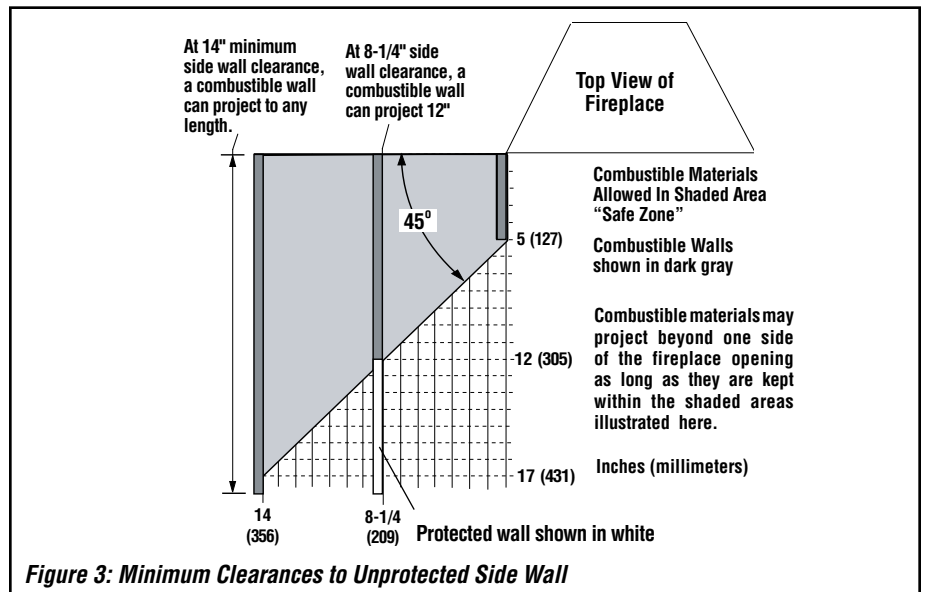 At 14" minimum
side wall clearance,
a combustible wall
can project to any
length.
At 8-1/4" side
wall clearance, a
combustible wall
can project 12"
Top View of
Fireplace
Combustible Materials
Allowed In Shaded Area
“Safe Zone”
45°
5 (127)
Combustible Walls
shown in dark gray
Combustible materials may
project beyond one side
of the fireplace opening
as long as they are kept
within the shaded areas
illustrated here.
12 (305)
Inches (millimeters)
17 (431)
14
(356)
8-1/4
(209)
Protected wall shown in white
Figure 3: Minimum Clearances to Unprotected Side Wall